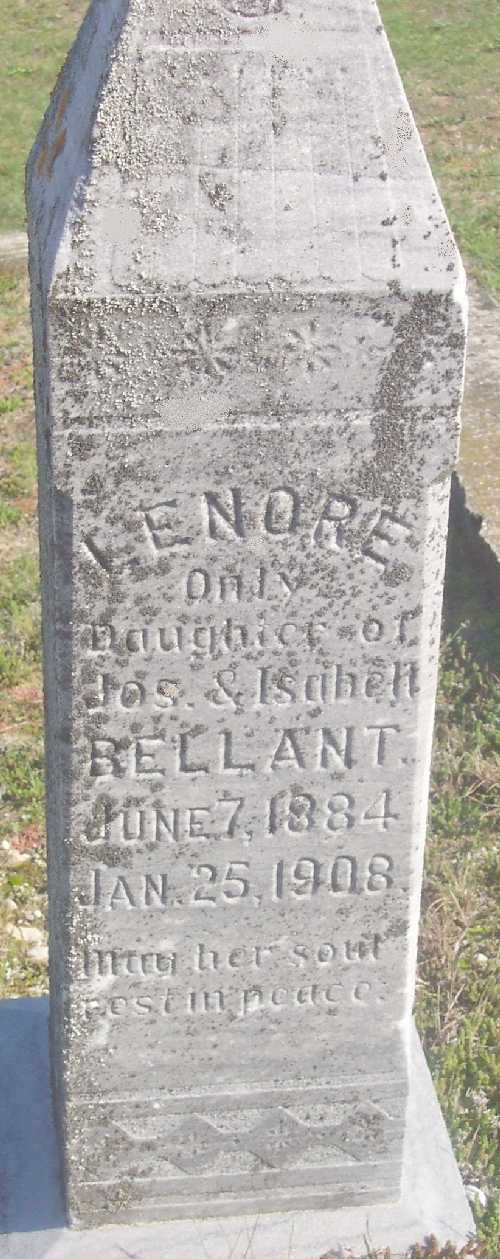 LENORE
Only
Daughter of
Jos. & Isabell
BELLANT.
JUNE 7, 1884
JAN. 25, 1908.
May her soul
rest in peace.